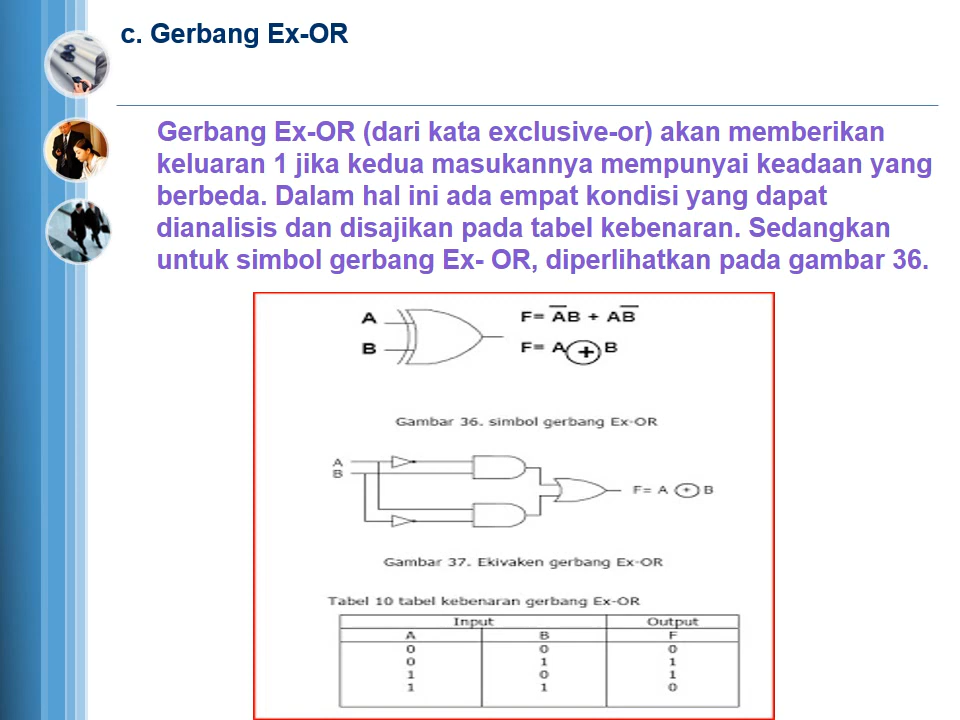 c. Gerbang Ex-OR
Gerbang Ex-OR (dari kata exclusive-or) akan memberikan
keluaran 1 jika kedua masukannya mempunyai keadaan yang
berbeda. Dalam hal ini ada empat kondisi yang dapat
dianalisis dan disajikan pada tabel kebenaran. Sedangkan
untuk simbol gerbang Ex- OR, diperlihatkan pada gambar 36.
A
F= A̅B + AB̅
B
F= A ⊕ B
Gambar 36. simbol gerbang Ex-OR
A
B
F= A ⊕ B
Gambar 37. Ekivaken gerbang Ex-OR
Tabel 10 tabel kebenaran gerbang Ex-OR
Input Output
A B F
0 0 0
0 1 1
1 0 1
1 1 0